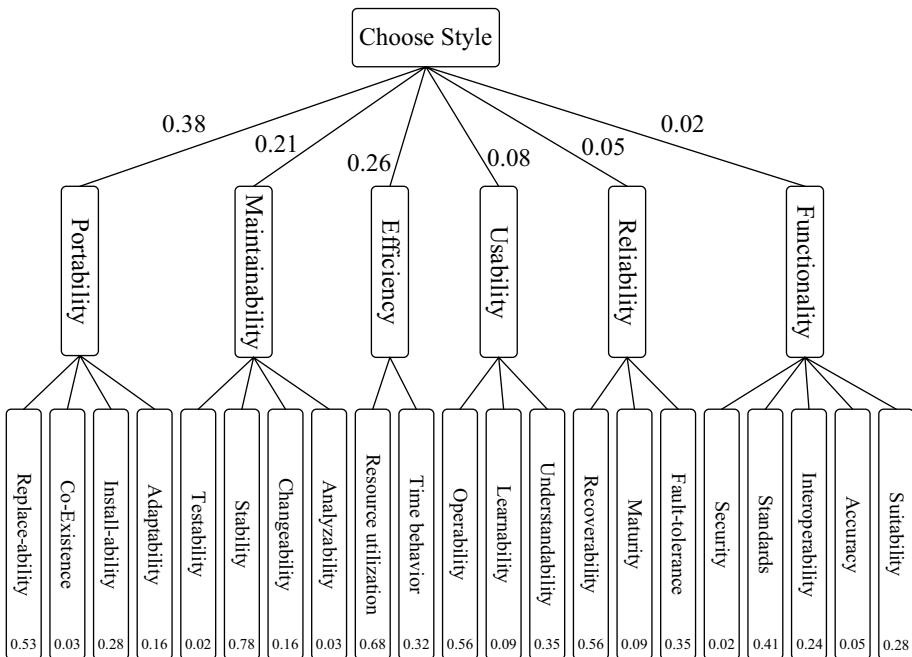 Choose Style
0.38
0.21
0.26
0.08
0.05
0.02
Portability
Maintainability
Efficiency
Usability
Reliability
Functionality
Replace-ability
Co-Existence
Install-ability
Adaptability
Testability
Stability
Changeability
Analyzability
Resource utilization
Time behavior
Operability
Learnability
Understandability
Recoverability
Maturity
Fault-tolerance
Security
Standards
Interoperability
Accuracy
Suitability
0.53
0.03
0.28
0.16
0.02
0.78
0.16
0.03
0.68
0.32
0.56
0.09
0.35
0.56
0.09
0.35
0.02
0.41
0.24
0.05
0.28